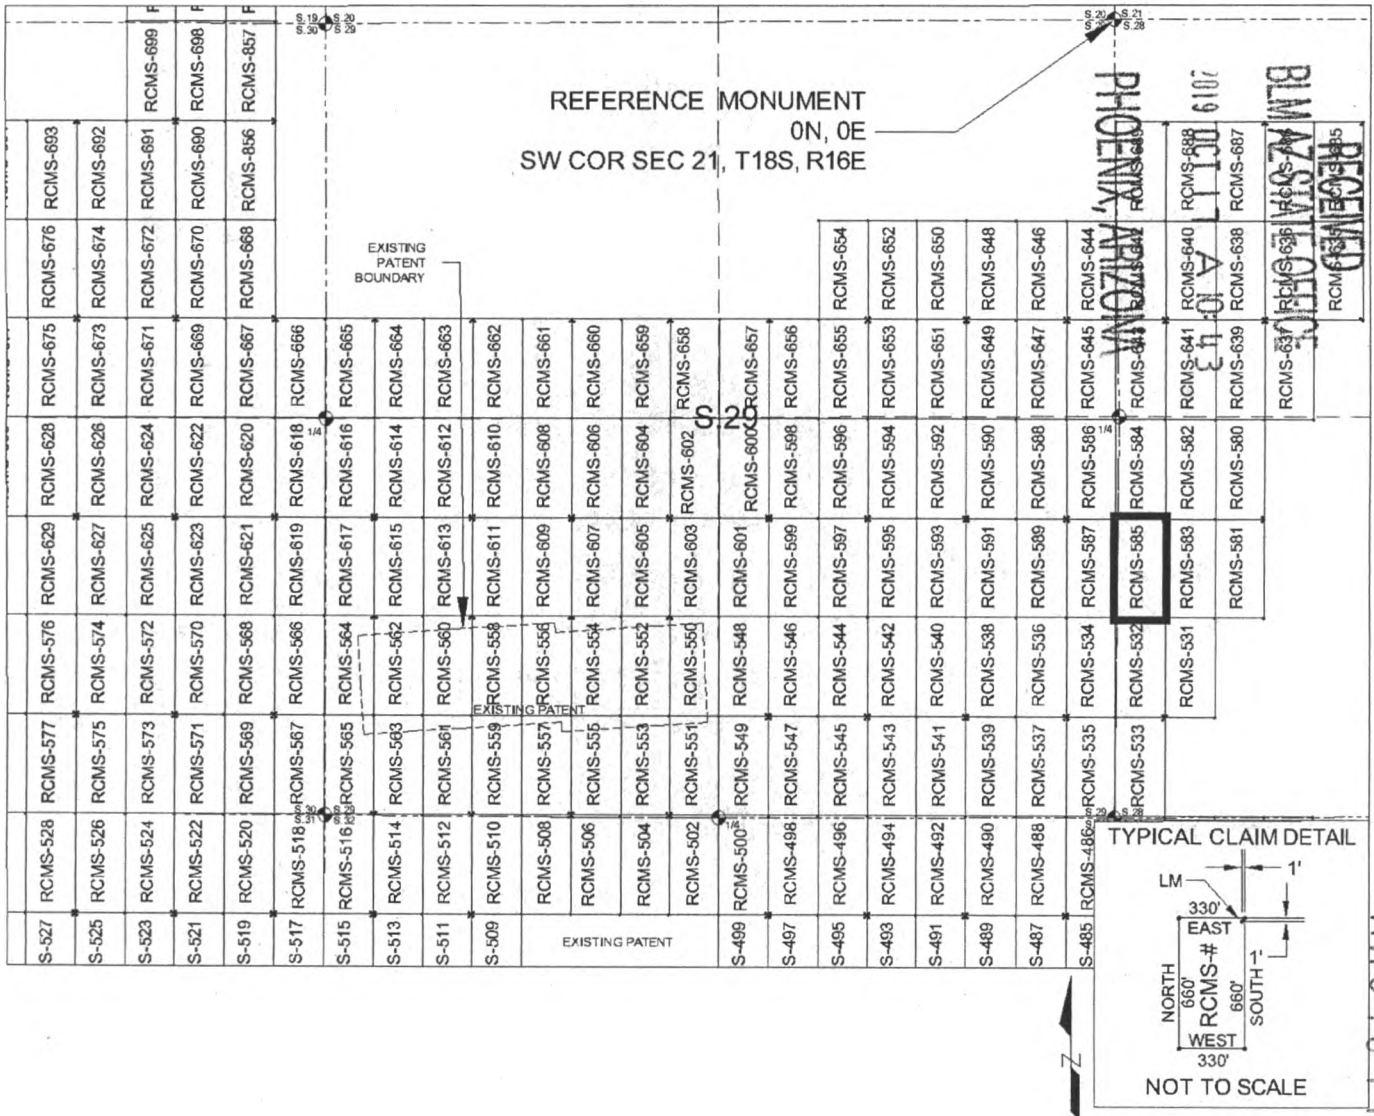 S.19 S.20
S.30 S.29
S.20 S.21
S.28
RCMS-699 RCMS-698 RCMS-857
REFERENCE MONUMENT
0N, 0E
SW COR SEC 21, T18S, R16E
RECEIVED
BLM AZ STATE OFFICE
2019 OCT 17 A 10:43
PHOENIX, ARIZONA
RCMS-693 RCMS-692 RCMS-691 RCMS-690 RCMS-856 RCMS-688 RCMS-687 RCMS-686 RCMS-685
EXISTING
PATENT
BOUNDARY
RCMS-676 RCMS-674 RCMS-672 RCMS-670 RCMS-668 RCMS-654 RCMS-652 RCMS-650 RCMS-648 RCMS-646 RCMS-644 RCMS-642 RCMS-640 RCMS-638 RCMS-636 RCMS-635
RCMS-675 RCMS-673 RCMS-671 RCMS-669 RCMS-667 RCMS-666 RCMS-665 RCMS-664 RCMS-663 RCMS-662 RCMS-661 RCMS-660 RCMS-659 RCMS-658 RCMS-657 RCMS-656 RCMS-655 RCMS-653 RCMS-651 RCMS-649 RCMS-647 RCMS-645 RCMS-643 RCMS-641 RCMS-639 RCMS-637
S.29
1/4 1/4
RCMS-628 RCMS-626 RCMS-624 RCMS-622 RCMS-620 RCMS-618 RCMS-616 RCMS-614 RCMS-612 RCMS-610 RCMS-608 RCMS-606 RCMS-604 RCMS-602 RCMS-600 RCMS-598 RCMS-596 RCMS-594 RCMS-592 RCMS-590 RCMS-588 RCMS-586 RCMS-584 RCMS-582 RCMS-580
RCMS-629 RCMS-627 RCMS-625 RCMS-623 RCMS-621 RCMS-619 RCMS-617 RCMS-615 RCMS-613 RCMS-611 RCMS-609 RCMS-607 RCMS-605 RCMS-603 RCMS-601 RCMS-599 RCMS-597 RCMS-595 RCMS-593 RCMS-591 RCMS-589 RCMS-587 RCMS-585 RCMS-583 RCMS-581
RCMS-576 RCMS-574 RCMS-572 RCMS-570 RCMS-568 RCMS-566 RCMS-564 RCMS-562 RCMS-560 RCMS-558 RCMS-556 RCMS-554 RCMS-552 RCMS-550 RCMS-548 RCMS-546 RCMS-544 RCMS-542 RCMS-540 RCMS-538 RCMS-536 RCMS-534 RCMS-532 RCMS-531
EXISTING PATENT
RCMS-577 RCMS-575 RCMS-573 RCMS-571 RCMS-569 RCMS-567 RCMS-565 RCMS-563 RCMS-561 RCMS-559 RCMS-557 RCMS-555 RCMS-553 RCMS-551 RCMS-549 RCMS-547 RCMS-545 RCMS-543 RCMS-541 RCMS-539 RCMS-537 RCMS-535 RCMS-533
S.30 S.29
S.31 S.32
1/4
S.29 S.28
RCMS-528 RCMS-526 RCMS-524 RCMS-522 RCMS-520 RCMS-518 RCMS-516 RCMS-514 RCMS-512 RCMS-510 RCMS-508 RCMS-506 RCMS-504 RCMS-502 RCMS-500 RCMS-498 RCMS-496 RCMS-494 RCMS-492 RCMS-490 RCMS-488 RCMS-486
S-527 S-525 S-523 S-521 S-519 S-517 S-515 S-513 S-511 S-509 EXISTING PATENT S-499 S-497 S-495 S-493 S-491 S-489 S-487 S-485
N
TYPICAL CLAIM DETAIL
1'
LM
330'
EAST
NORTH
660'
RCMS-#
660'
SOUTH
1'
WEST
330'
NOT TO SCALE